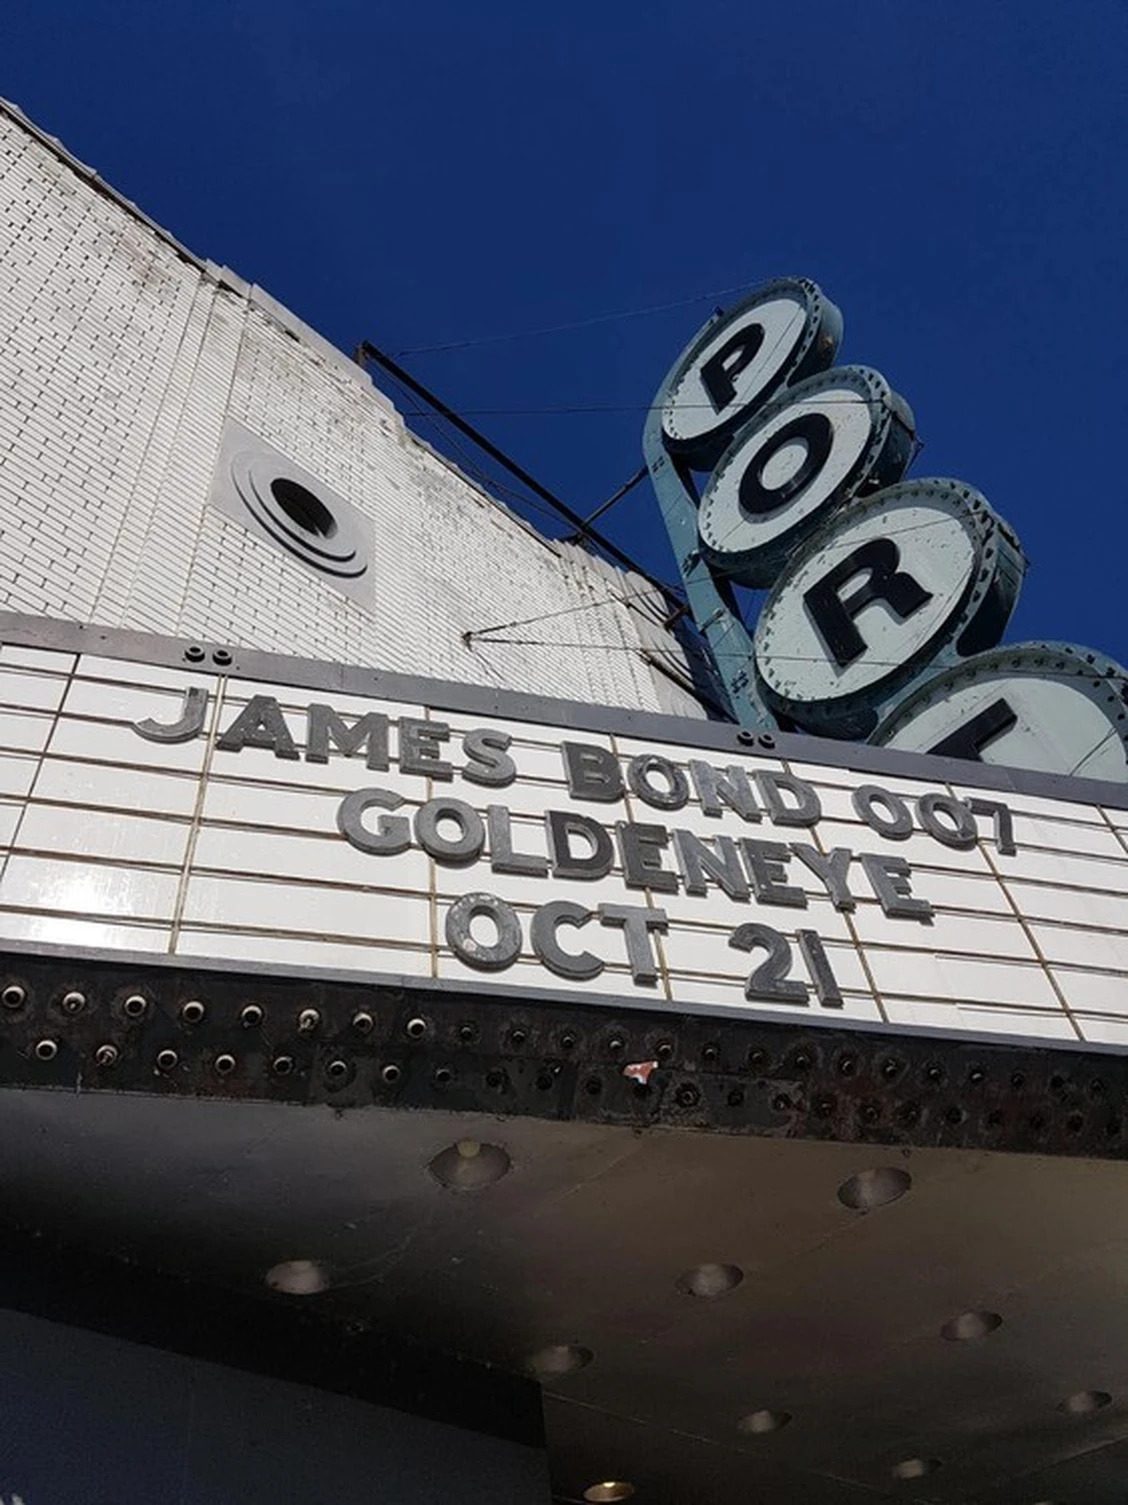 PORT
JAMES BOND 007
GOLDENEYE
OCT 21